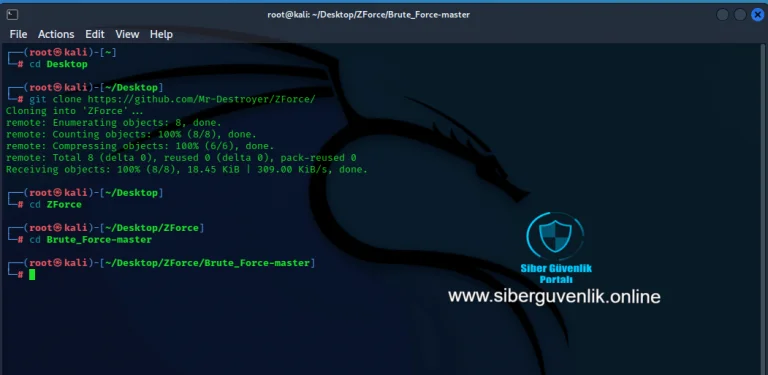 root@kali: ~/Desktop/ZForce/Brute_Force-master
File Actions Edit View Help
┌──(root㉿kali)-[~]
└─# cd Desktop
┌──(root㉿kali)-[~/Desktop]
└─# git clone https://github.com/Mr-Destroyer/ZForce/
Cloning into 'ZForce'...
remote: Enumerating objects: 8, done.
remote: Counting objects: 100% (8/8), done.
remote: Compressing objects: 100% (6/6), done.
remote: Total 8 (delta 0), reused 0 (delta 0), pack-reused 0
Receiving objects: 100% (8/8), 18.45 KiB | 309.00 KiB/s, done.
┌──(root㉿kali)-[~/Desktop]
└─# cd ZForce
┌──(root㉿kali)-[~/Desktop/ZForce]
└─# cd Brute_Force-master
┌──(root㉿kali)-[~/Desktop/ZForce/Brute_Force-master]
└─#
Siber Güvenlik
Portalı
www.siberguvenlik.online